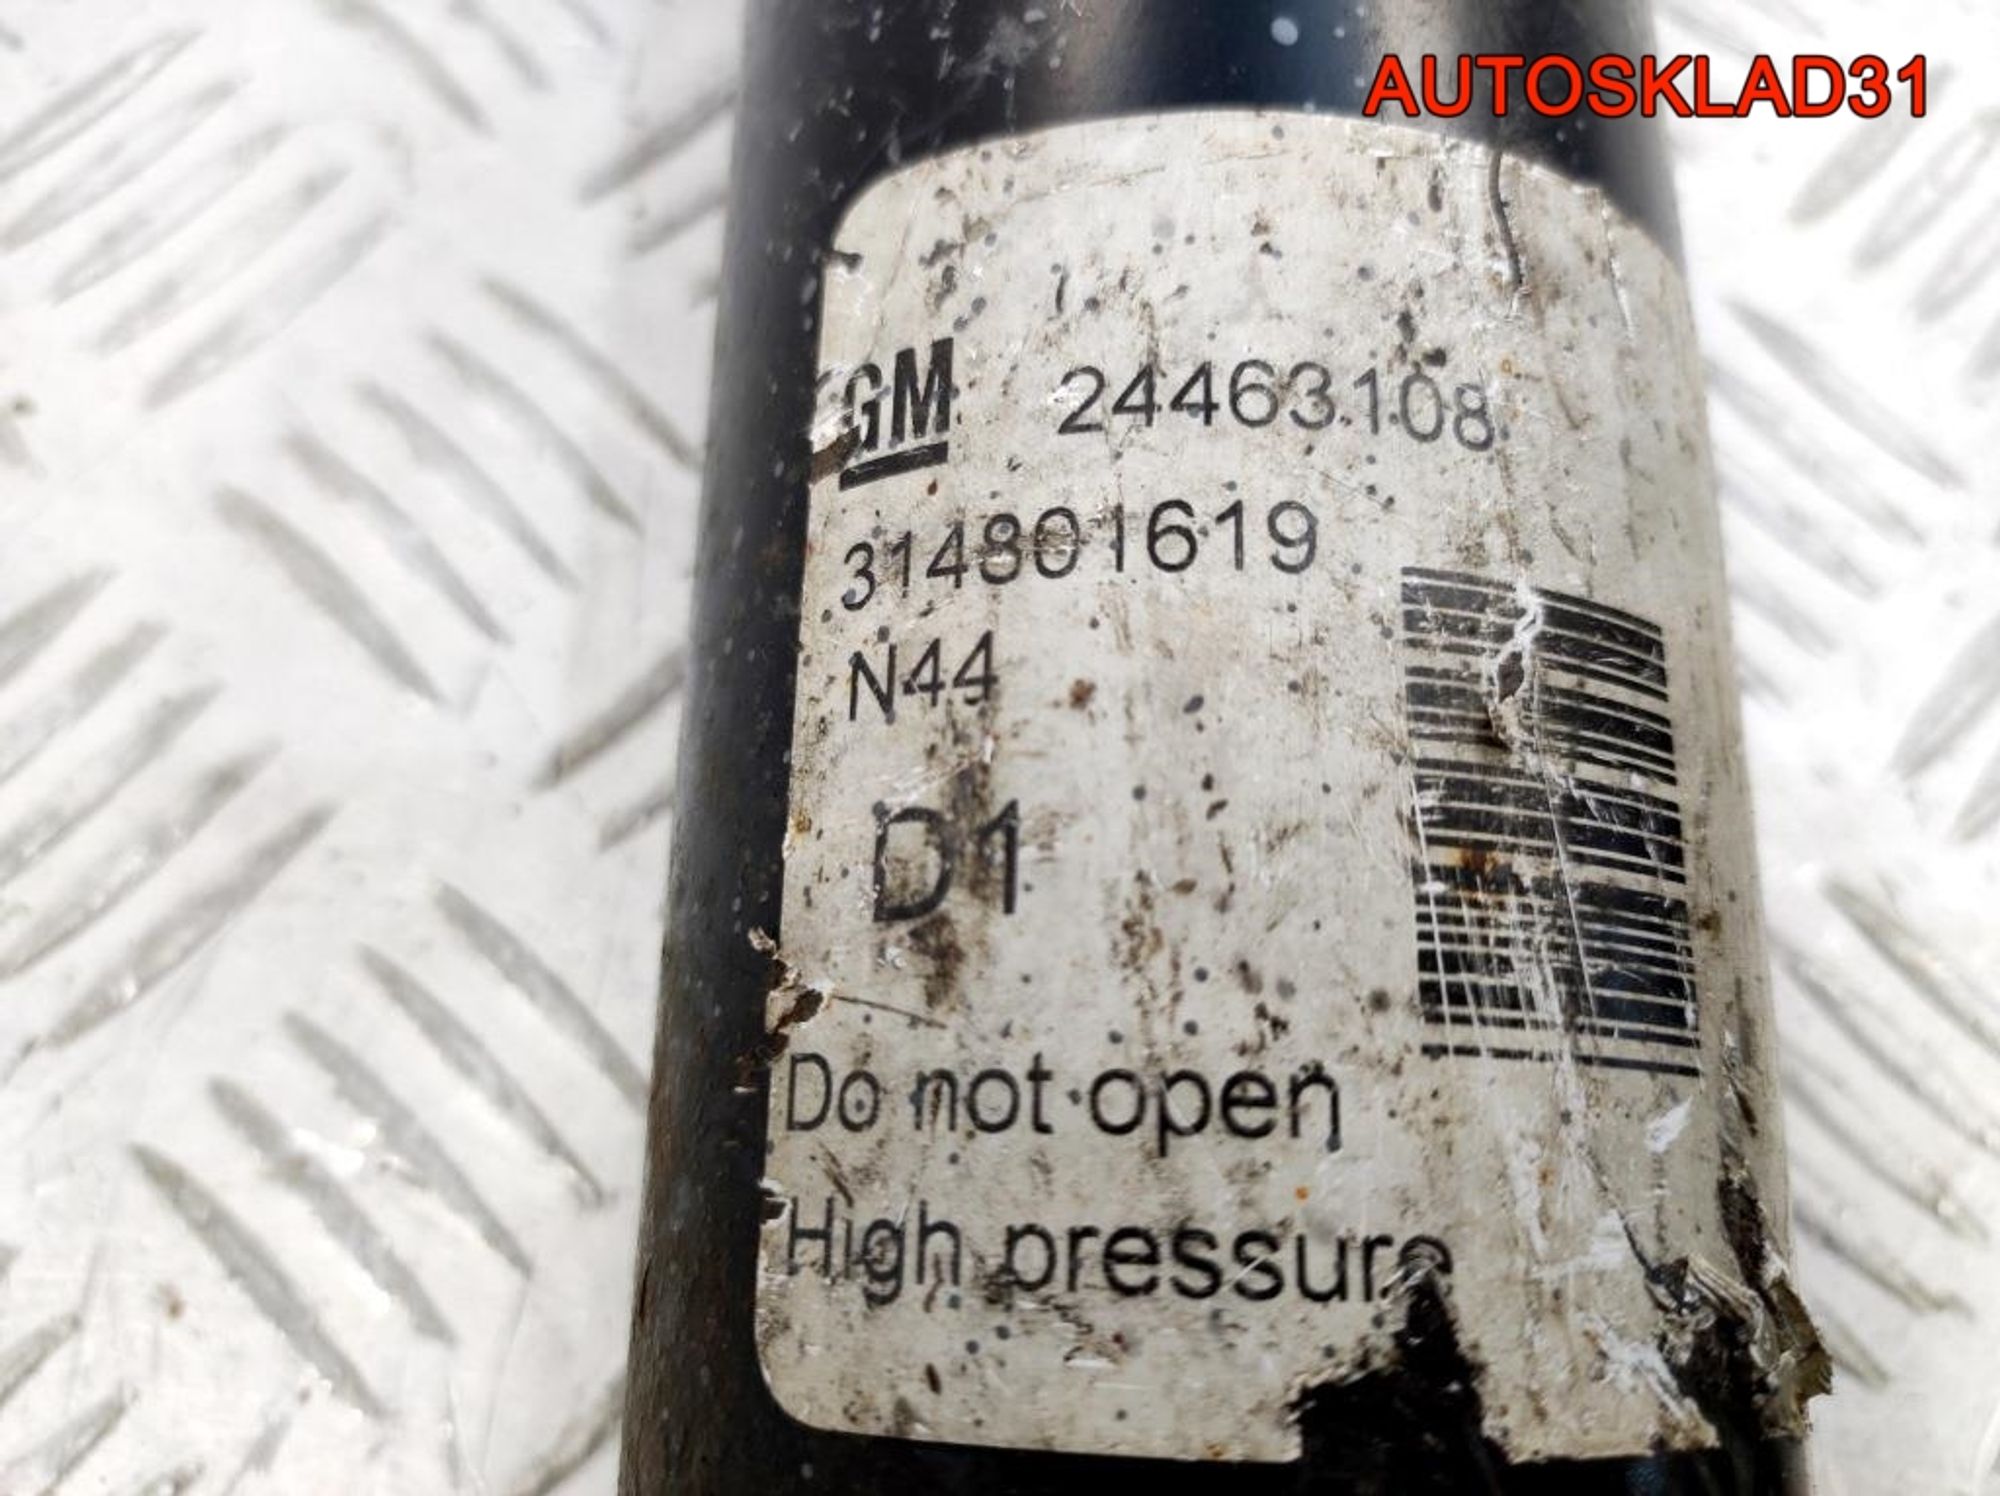 AUTOSKLAD31
GM 24463108
314801619
N44
D1
Do not open
High pressure